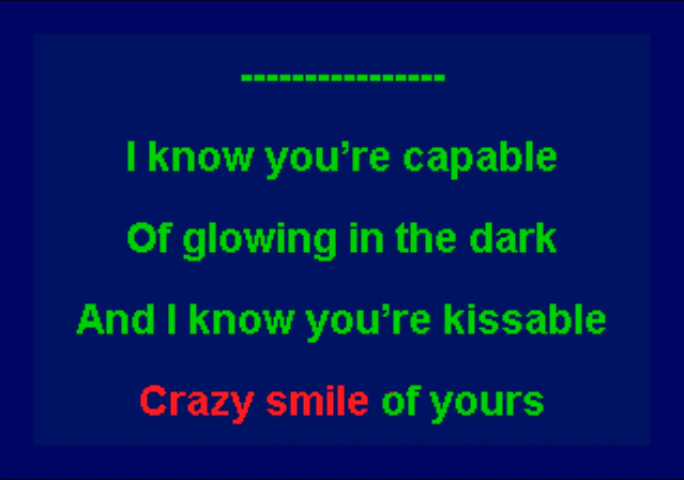 ----------------
I know you’re capable
Of glowing in the dark
And I know you’re kissable
Crazy smile of yours